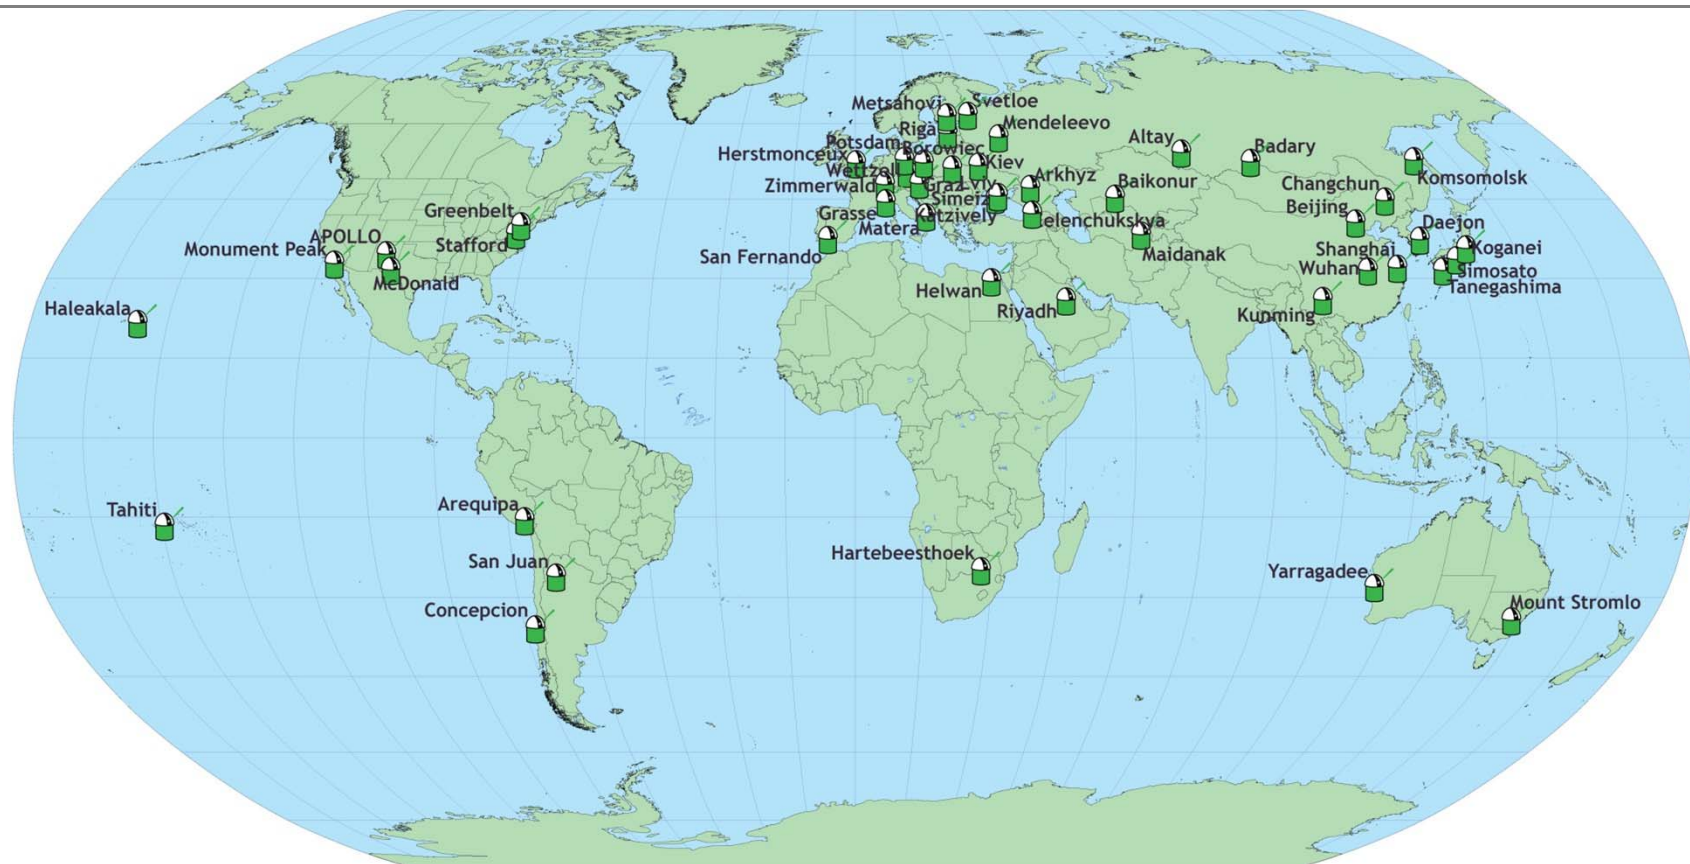 Metsahovi
Svetloe
Riga
Mendeleevo
Potsdam
Borowiec
Altay
Badary
Herstmonceux
Kiev
Wettzell
Arkhyz
Zimmerwald
Graz
Lviv
Baikonur
Changchun
Komsomolsk
Greenbelt
Simeiz
Beijing
Grasse
Katzively
Zelenchukskya
Daejon
Matera
Stafford
APOLLO
Monument Peak
San Fernando
Maidanak
Shanghai
Koganei
Wuhan
Simosato
McDonald
Helwan
Tanegashima
Haleakala
Riyadh
Kunming
Arequipa
Tahiti
Hartebeesthoek
San Juan
Yarragadee
Mount Stromlo
Concepcion